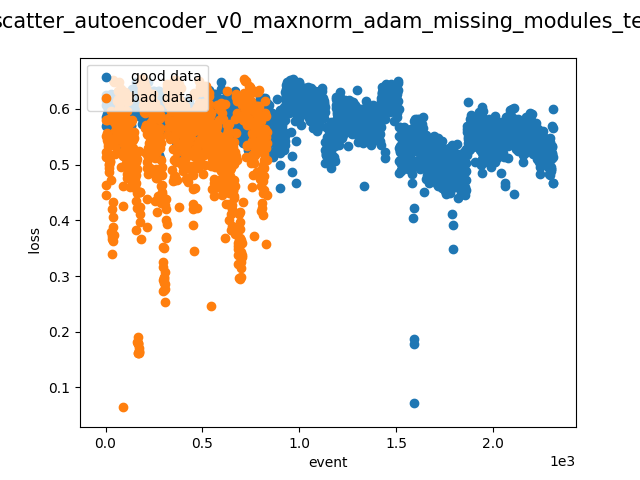 scatter_autoencoder_v0_maxnorm_adam_missing_modules_te
good data
bad data
0.6
0.5
0.4
0.3
0.2
0.1
loss
0.0 0.5 1.0 1.5 2.0
1e3
event